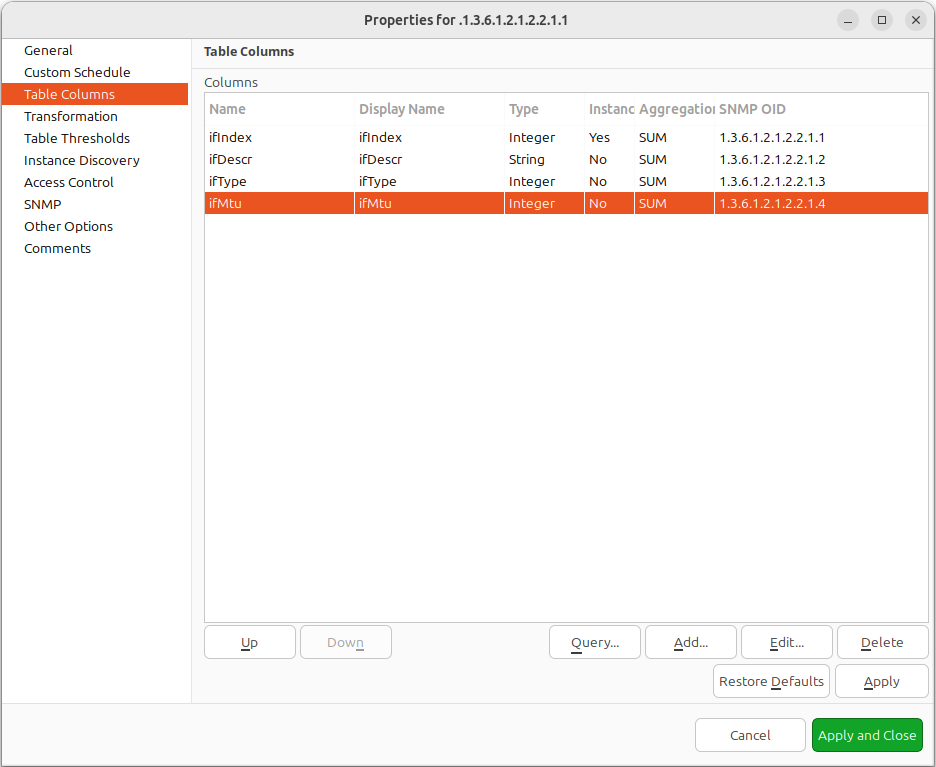 Properties for .1.3.6.1.2.1.2.2.1.1
General
Custom Schedule
Table Columns
Transformation
Table Thresholds
Instance Discovery
Access Control
SNMP
Other Options
Comments
Table Columns
Columns
Name Display Name Type Instanc Aggregation SNMP OID
ifIndex ifIndex Integer Yes SUM 1.3.6.1.2.1.2.2.1.1
ifDescr ifDescr String No SUM 1.3.6.1.2.1.2.2.1.2
ifType ifType Integer No SUM 1.3.6.1.2.1.2.2.1.3
ifMtu ifMtu Integer No SUM 1.3.6.1.2.1.2.2.1.4
Up Down Query... Add... Edit... Delete
Restore Defaults Apply
Cancel Apply and Close